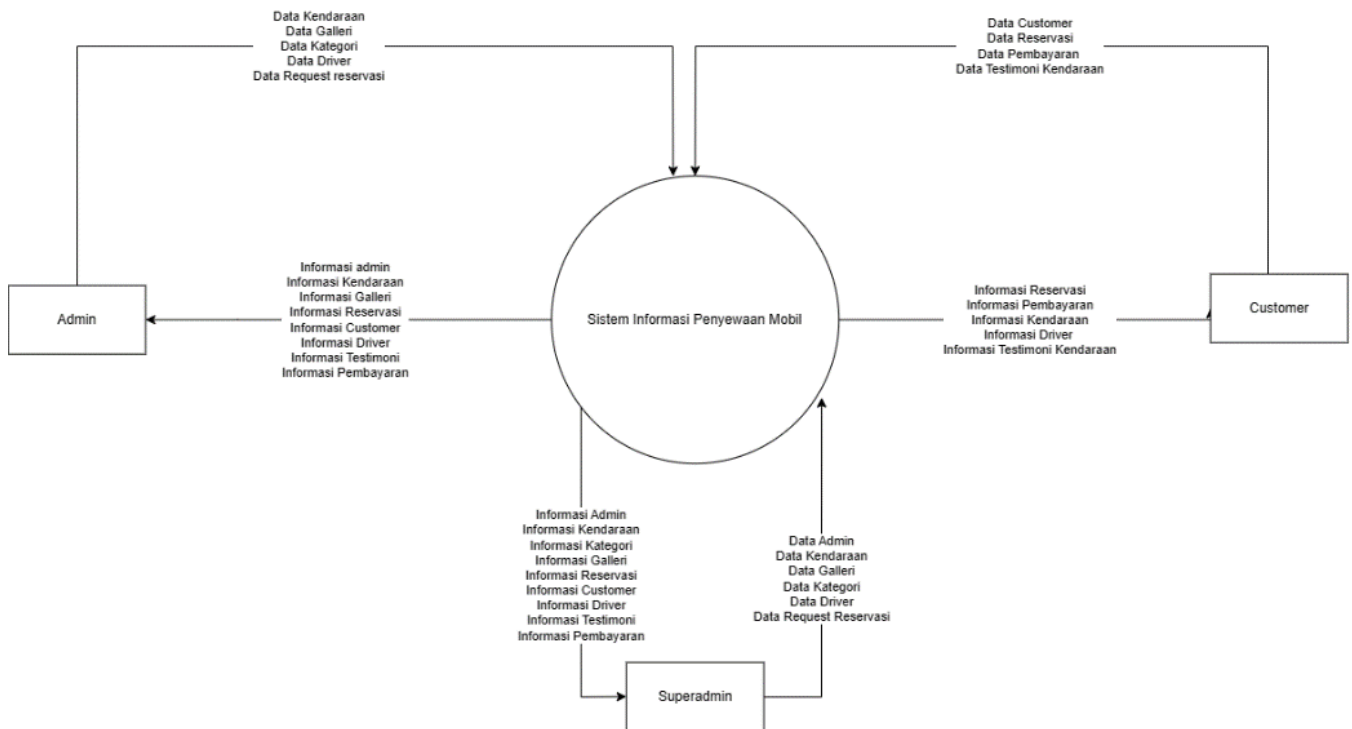 Data Kendaraan
Data Galleri
Data Kategori
Data Driver
Data Request reservasi
Data Customer
Data Reservasi
Data Pembayaran
Data Testimoni Kendaraan
Admin
Informasi admin
Informasi Kendaraan
Informasi Galleri
Informasi Reservasi
Informasi Customer
Informasi Driver
Informasi Testimoni
Informasi Pembayaran
Sistem Informasi Penyewaan Mobil
Informasi Reservasi
Informasi Pembayaran
Informasi Kendaraan
Informasi Driver
Informasi Testimoni Kendaraan
Customer
Informasi Admin
Informasi Kendaraan
Informasi Kategori
Informasi Galleri
Informasi Reservasi
Informasi Customer
Informasi Driver
Informasi Testimoni
Informasi Pembayaran
Data Admin
Data Kendaraan
Data Galleri
Data Kategori
Data Driver
Data Request Reservasi
Superadmin